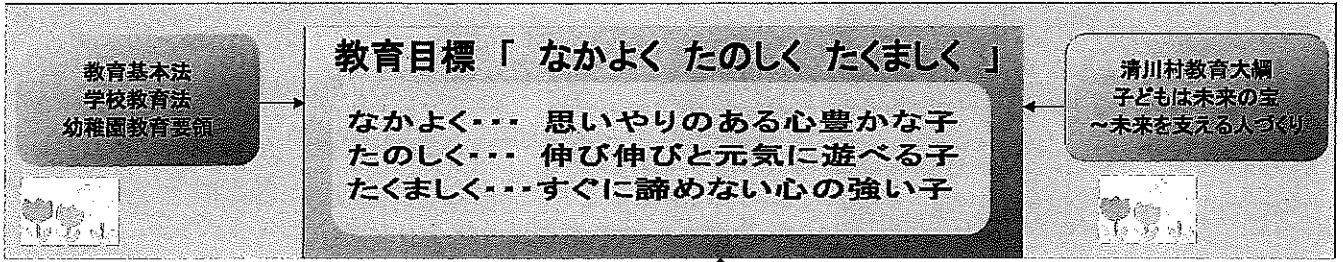 教育基本法
学校教育法
幼稚園教育要領
教育目標「 なかよく たのしく たくましく 」
なかよく・・・ 思いやりのある心豊かな子
たのしく・・・ 伸び伸びと元気に遊べる子
たくましく・・・すぐに諦めない心の強い子
清川村教育大綱
子どもは未来の宝
～未来を支える人づくり